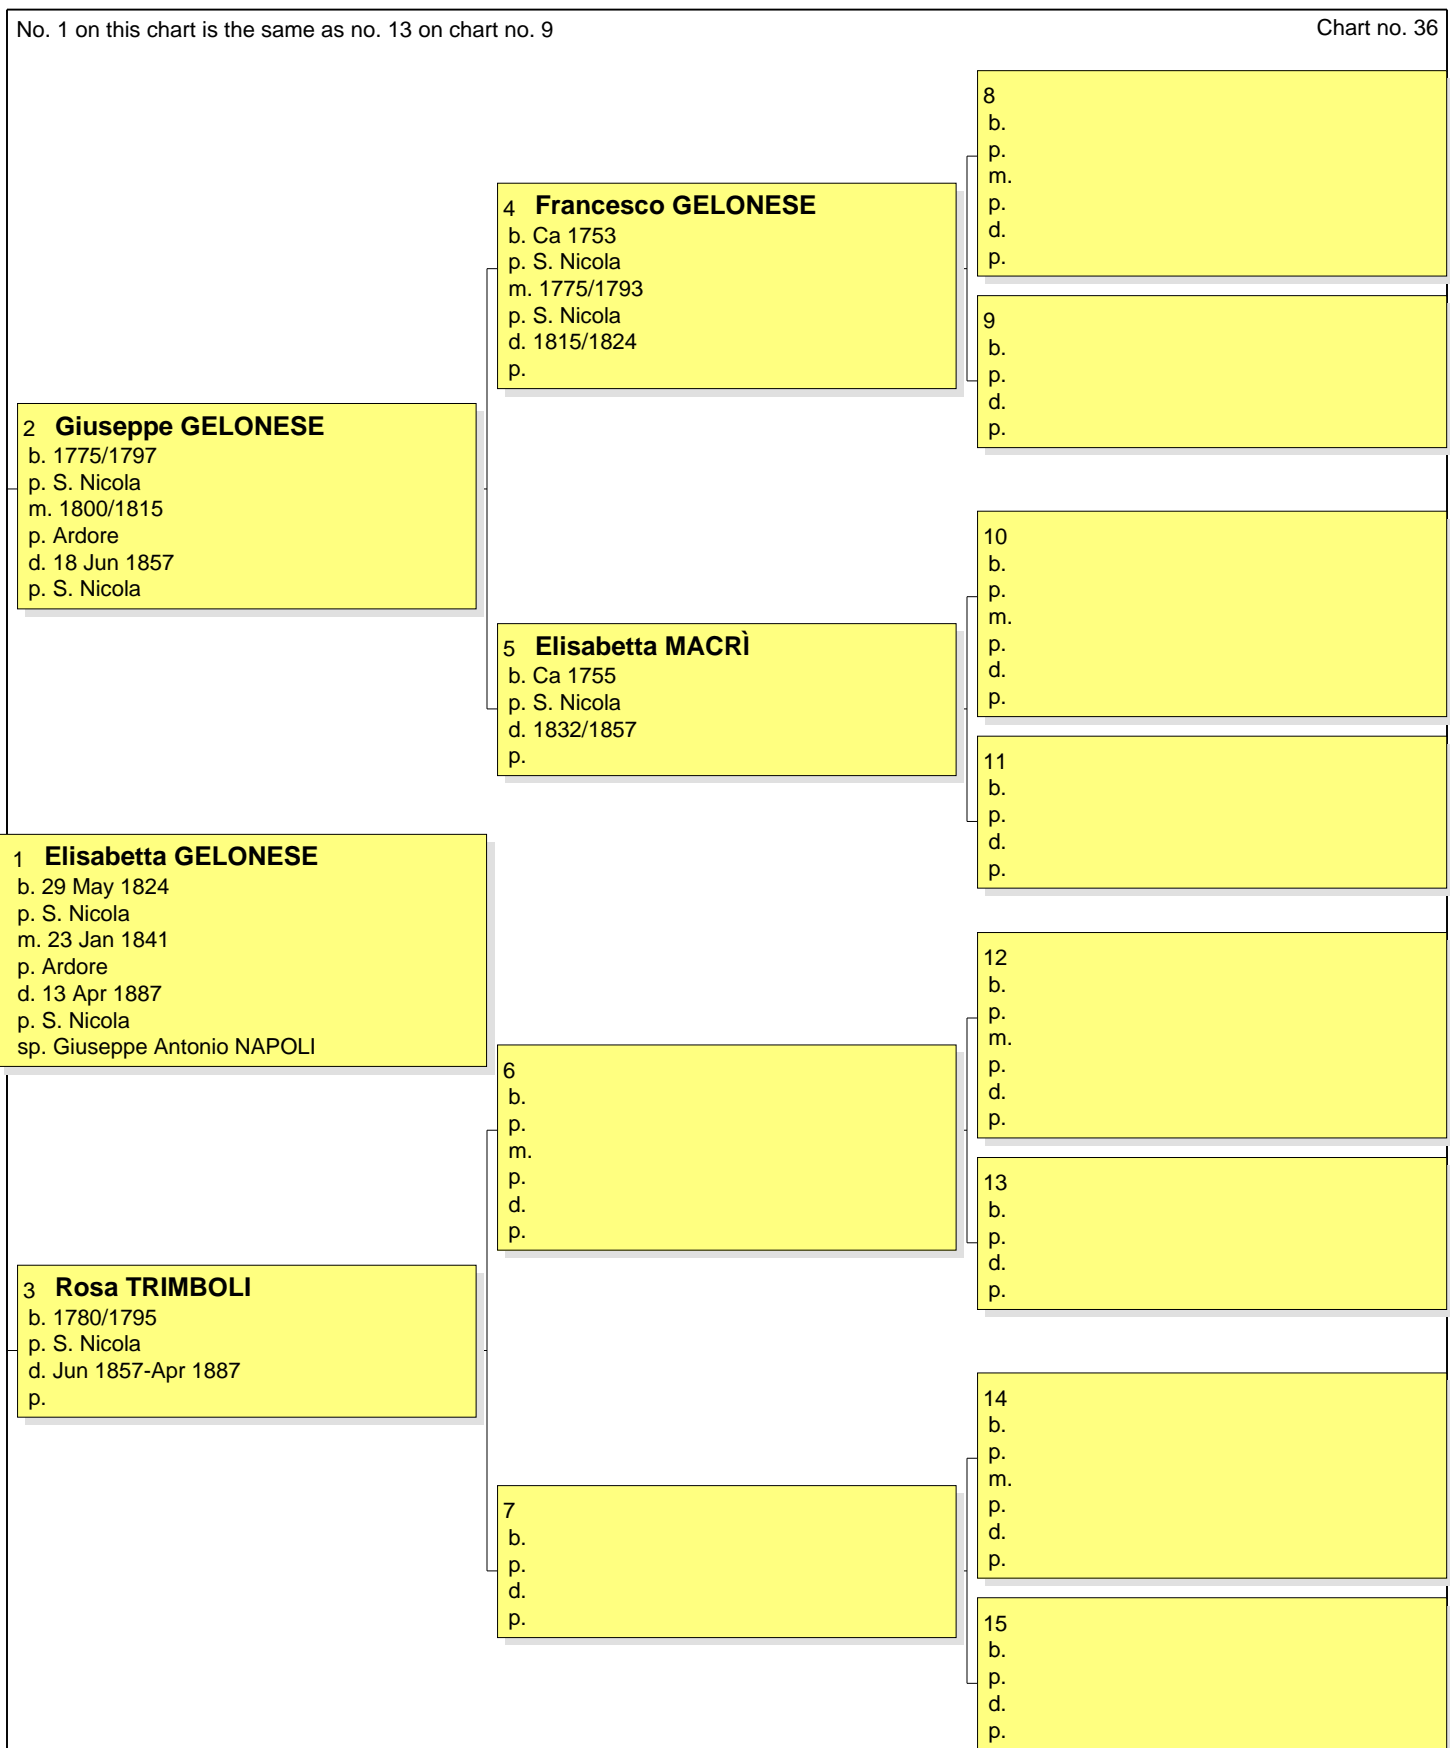 No. 1 on this chart is the same as no. 13 on chart no. 9
Chart no. 36
8
b.
p.
m.
p.
d.
p.
4 Francesco GELONESE
b. Ca 1753
p. S. Nicola
m. 1775/1793
p. S. Nicola
d. 1815/1824
p.
9
b.
p.
d.
p.
2 Giuseppe GELONESE
b. 1775/1797
p. S. Nicola
m. 1800/1815
p. Ardore
d. 18 Jun 1857
p. S. Nicola
10
b.
p.
m.
p.
d.
p.
5 Elisabetta MACRÌ
b. Ca 1755
p. S. Nicola
d. 1832/1857
p.
11
b.
p.
d.
p.
1 Elisabetta GELONESE
b. 29 May 1824
p. S. Nicola
m. 23 Jan 1841
p. Ardore
d. 13 Apr 1887
p. S. Nicola
sp. Giuseppe Antonio NAPOLI
12
b.
p.
m.
p.
d.
p.
6
b.
p.
m.
p.
d.
p.
13
b.
p.
d.
p.
3 Rosa TRIMBOLI
b. 1780/1795
p. S. Nicola
d. Jun 1857-Apr 1887
p.
14
b.
p.
m.
p.
d.
p.
7
b.
p.
d.
p.
15
b.
p.
d.
p.